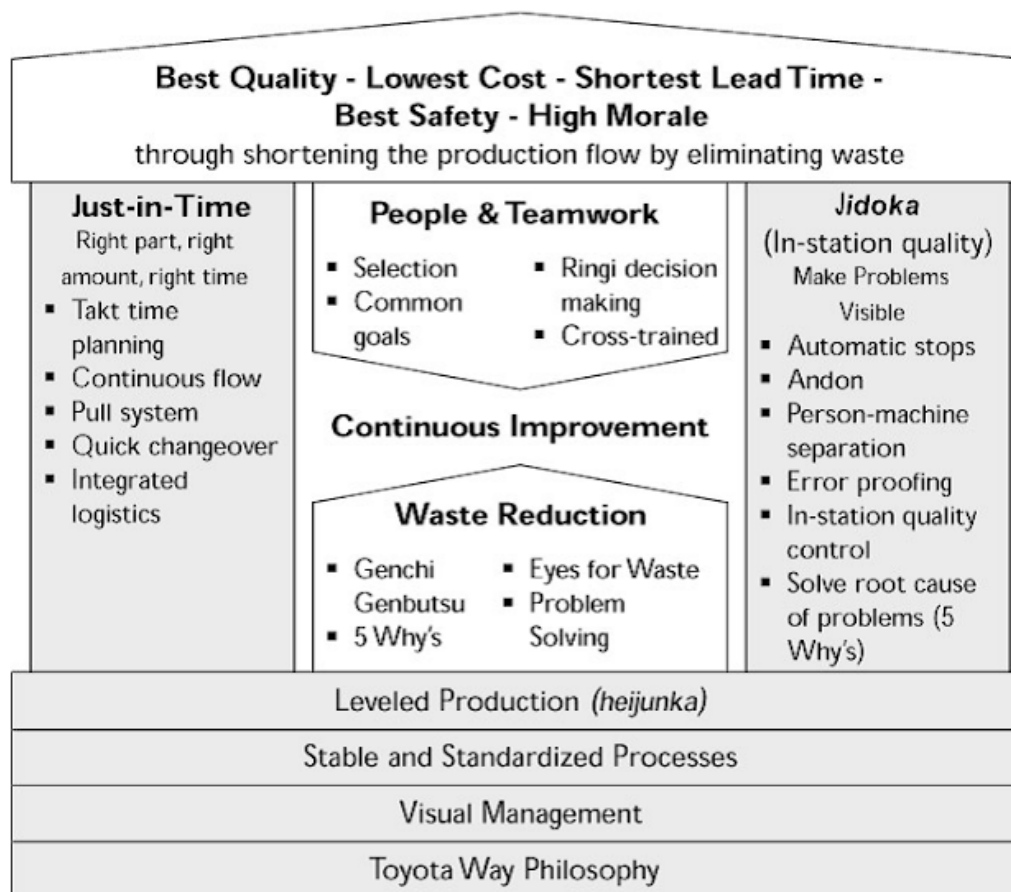 Best Quality - Lowest Cost - Shortest Lead Time -
Best Safety - High Morale
through shortening the production flow by eliminating waste
Just-in-Time
Right part, right
amount, right time
▪ Takt time
planning
▪ Continuous flow
▪ Pull system
▪ Quick changeover
▪ Integrated
logistics
People & Teamwork
▪ Selection
▪ Common
goals
▪ Ringi decision
making
▪ Cross-trained
Continuous Improvement
Waste Reduction
▪ Genchi
Genbutsu
▪ 5 Why's
▪ Eyes for Waste
▪ Problem
Solving
Jidoka
(In-station quality)
Make Problems
Visible
▪ Automatic stops
▪ Andon
▪ Person-machine
separation
▪ Error proofing
▪ In-station quality
control
▪ Solve root cause
of problems (5
Why's)
Leveled Production (heijunka)
Stable and Standardized Processes
Visual Management
Toyota Way Philosophy